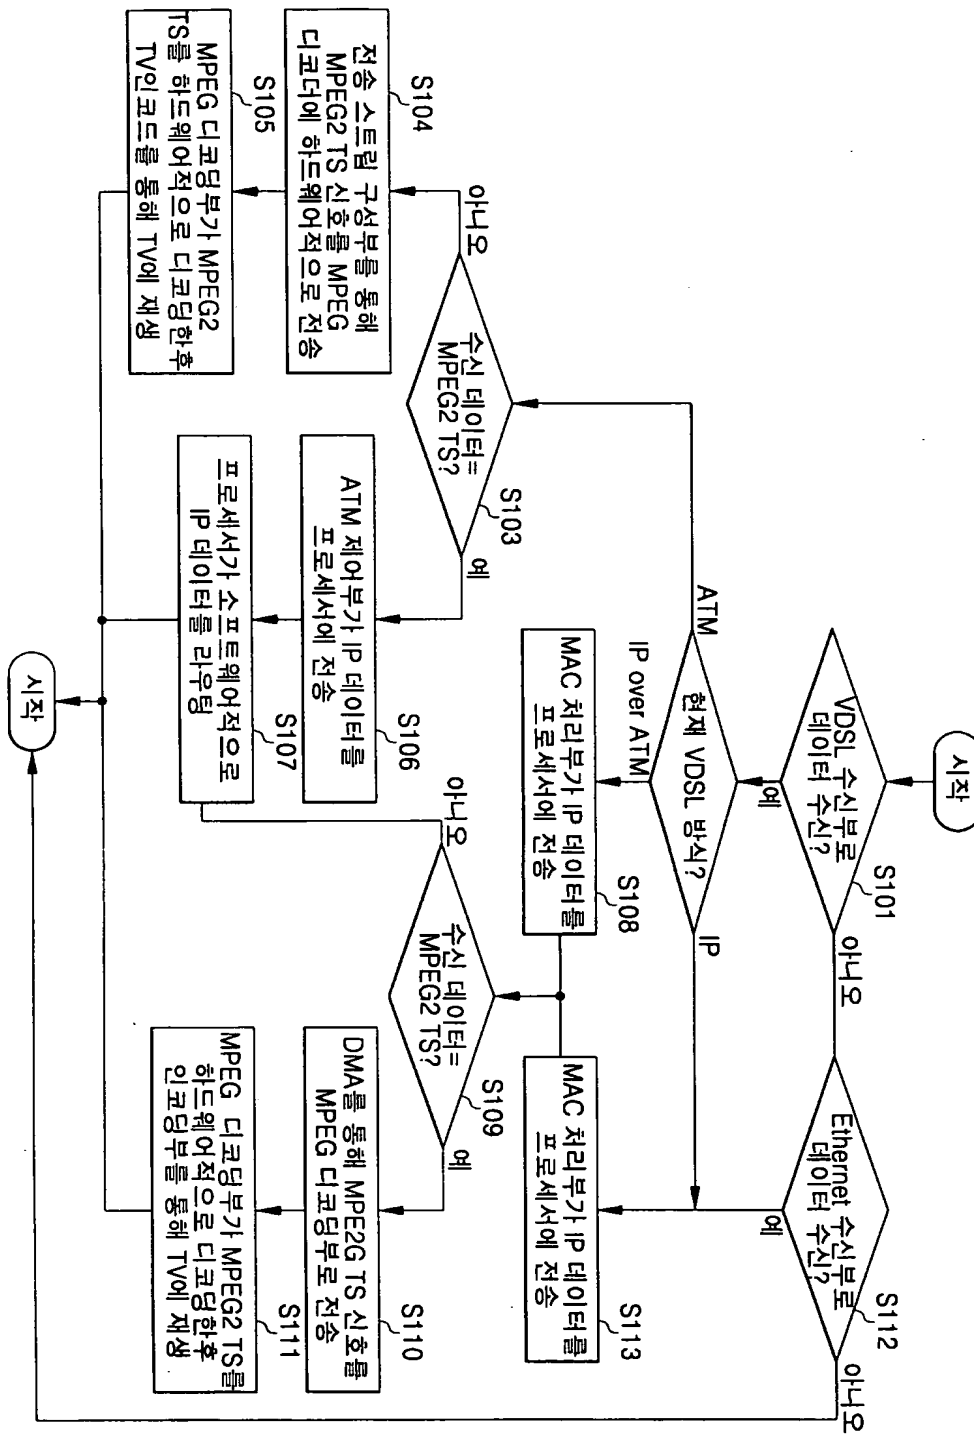 시작
VDSL 수신부로
데이터 수신?
S101
예
아니오
Ethernet 수신부로
데이터 수신?
S112
예
아니오
현재 VDSL 방식?
ATM
IP over ATM
IP
MAC 처리부가 IP 데이터를
프로세서에 전송
S108
MAC 처리부가 IP 데이터를
프로세서에 전송
S113
수신 데이터=
MPEG2 TS?
S103
아니오
예
수신 데이터=
MPEG2 TS?
S109
아니오
예
전송 스트림 구성부를 통해
MPEG2 TS 신호를 MPEG
디코더에 하드웨어적으로 전송
S104
ATM 제어부가 IP 데이터를
프로세서에 전송
S106
DMA를 통해 MPE2G TS 신호를
MPEG 디코딩부로 전송
S110
MPEG 디코딩부가 MPEG2
TS를 하드웨어적으로 디코딩한후
TV인코드를 통해 TV에 재생
S105
프로세서가 소프트웨어적으로
IP 데이터를 라우팅
S107
MPEG 디코딩부가 MPEG2 TS를
하드웨어적으로 디코딩한후
인코딩부를 통해 TV에 재생
S111
시작